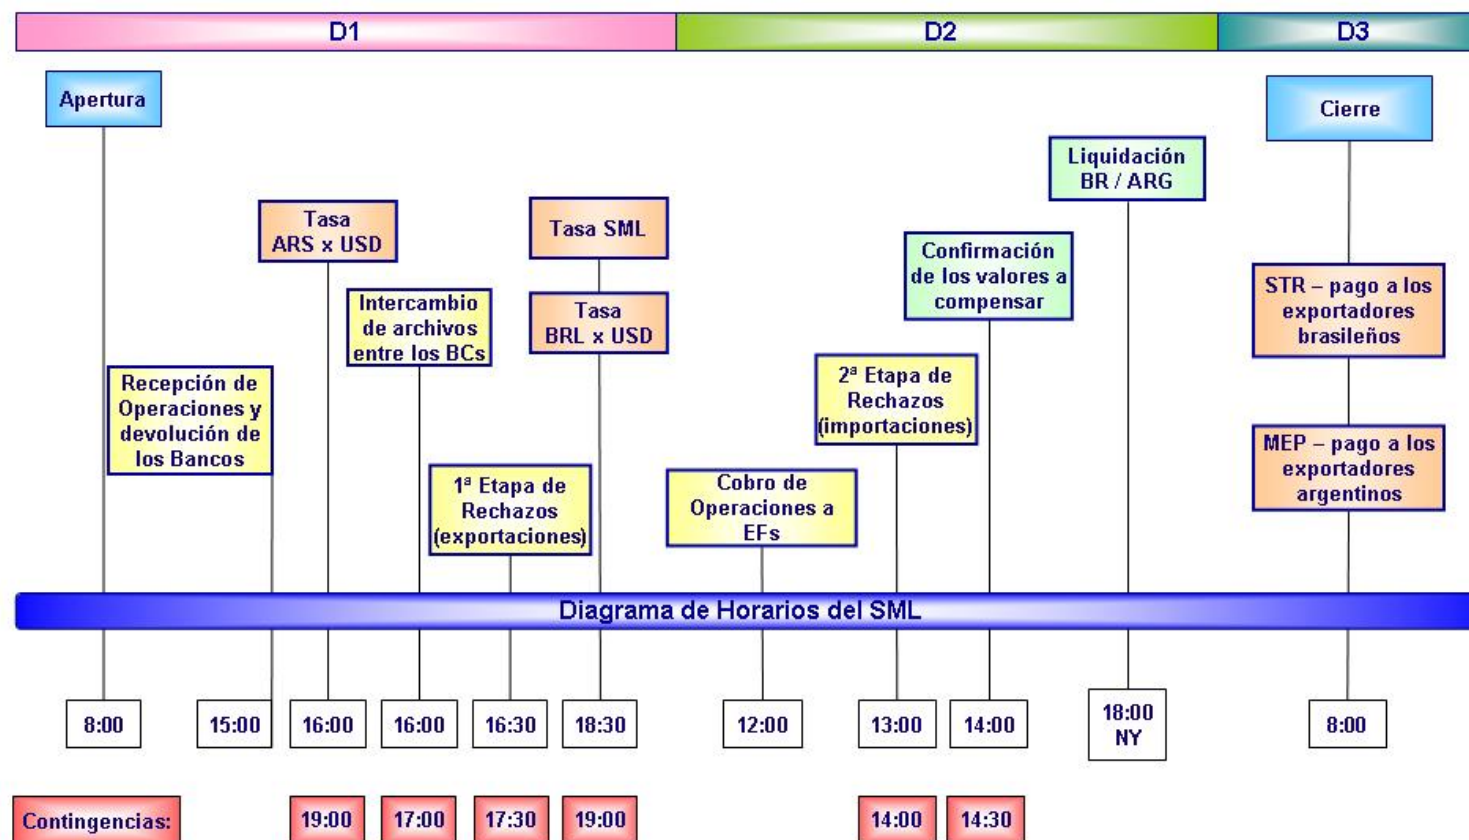 D1
D2
D3
Apertura
Cierre
Liquidación
BR / ARG
Tasa
ARS x USD
Tasa SML
Confirmación
de los valores a
compensar
STR – pago a los
exportadores
brasileños
Intercambio
de archivos
entre los BCs
Tasa
BRL x USD
Recepción de
Operaciones y
devolución de
los Bancos
2ª Etapa de
Rechazos
(importaciones)
MEP – pago a los
exportadores
argentinos
1ª Etapa de
Rechazos
(exportaciones)
Cobro de
Operaciones a
EFs
Diagrama de Horarios del SML
8:00
15:00
16:00
16:00
16:30
18:30
12:00
13:00
14:00
18:00
NY
8:00
Contingencias:
19:00
17:00
17:30
19:00
14:00
14:30